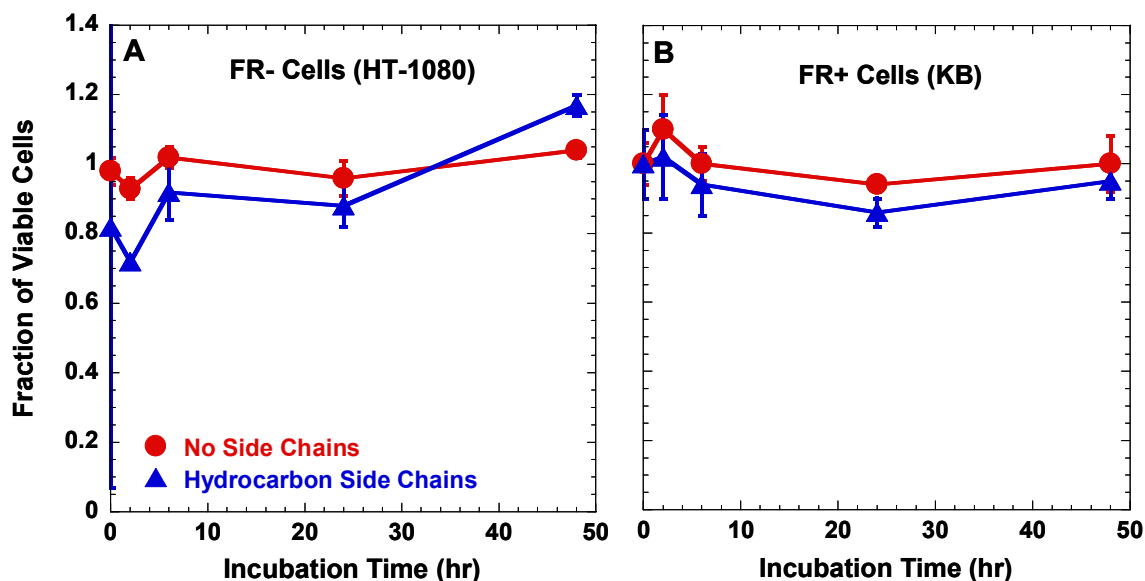 A
FR- Cells (HT-1080)
B
FR+ Cells (KB)
Fraction of Viable Cells
1.4
1.2
1
0.8
0.6
0.4
0.2
0
No Side Chains
Hydrocarbon Side Chains
0 10 20 30 40 50
0 10 20 30 40 50
Incubation Time (hr)
Incubation Time (hr)